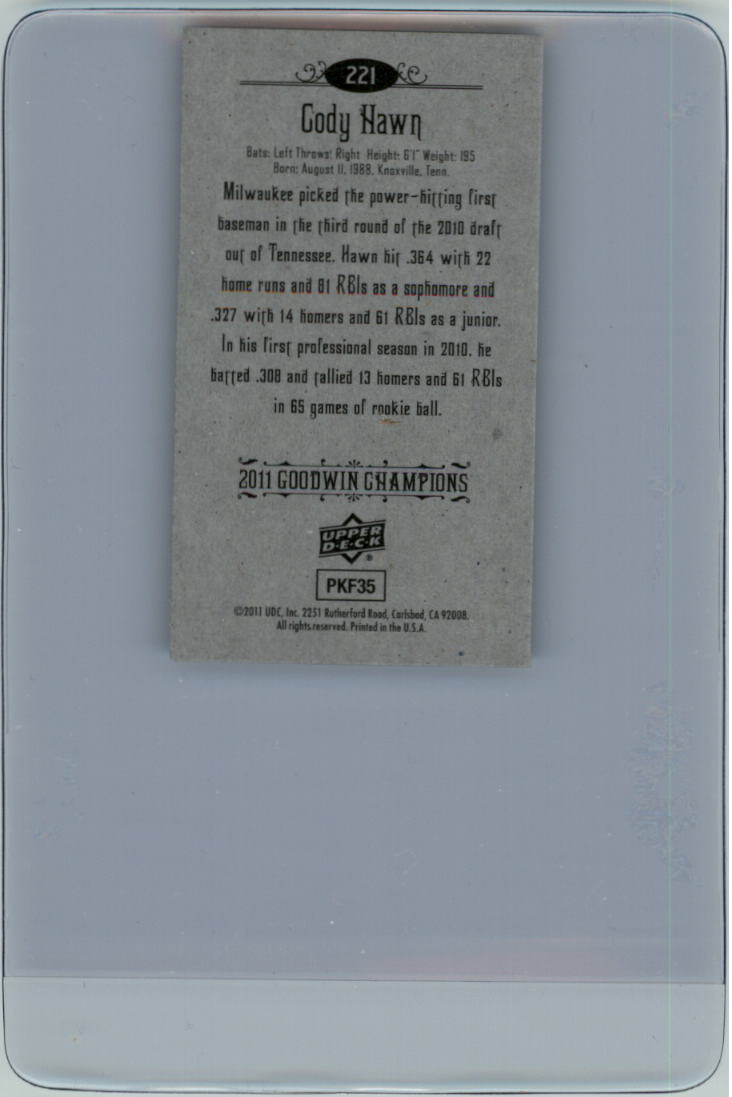 221
Cody Hawn
Bats: Left Throws: Right Height: 6'1" Weight: 195
Born: August 11, 1988, Knoxville, Tenn.
Milwaukee picked the power-hitting first
baseman in the third round of the 2010 draft
out of Tennessee. Hawn hit .364 with 22
home runs and 81 RBIs as a sophomore and
.327 with 14 homers and 61 RBIs as a junior.
In his first professional season in 2010, he
batted .308 and tallied 13 homers and 61 RBIs
in 65 games of rookie ball.
2011 GOODWIN CHAMPIONS
UPPER
D·E·C·K
®
PKF35
©2011 UDC, Inc. 2251 Rutherford Road, Carlsbad, CA 92008.
All rights reserved. Printed in the U.S.A.